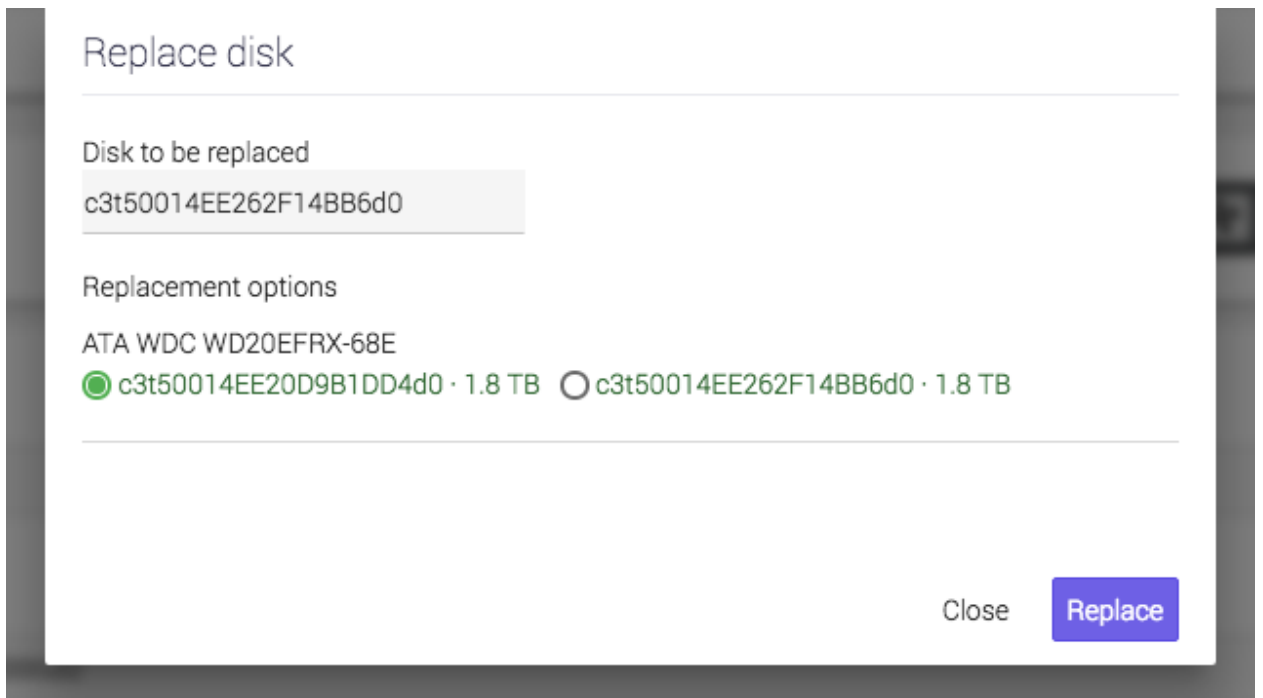 Replace disk
Disk to be replaced
c3t50014EE262F14BB6d0
Replacement options
ATA WDC WD20EFRX-68E
c3t50014EE20D9B1DD4d0 · 1.8 TB c3t50014EE262F14BB6d0 · 1.8 TB
Close Replace